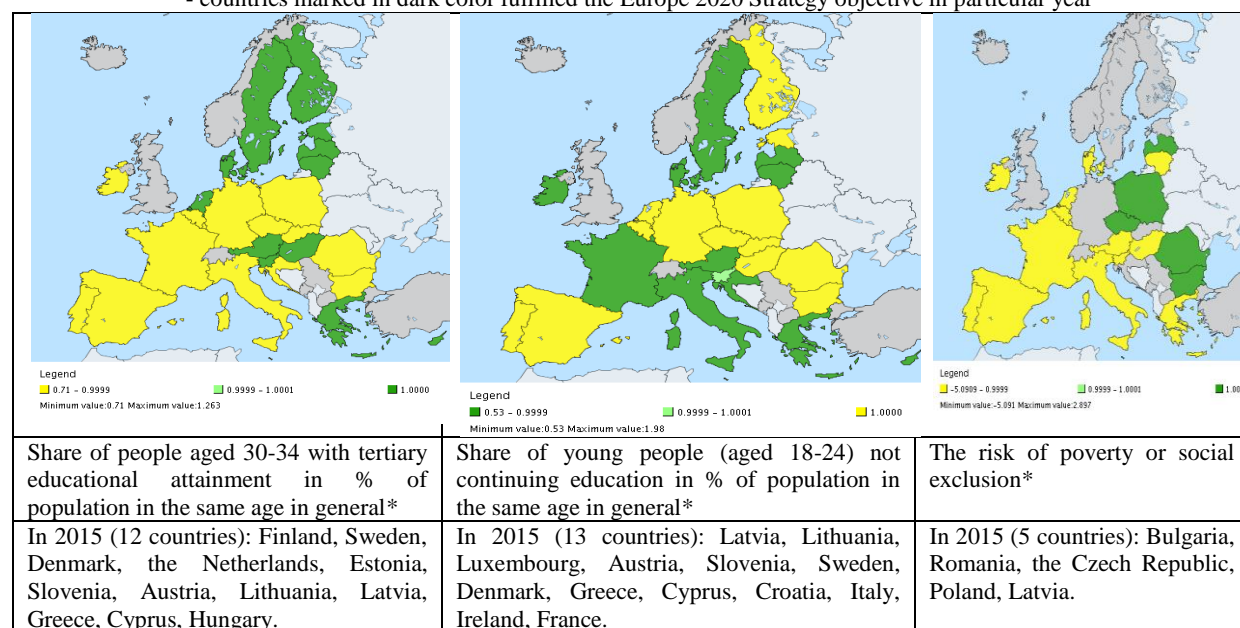 - countries marked in dark color fulfilled the Europe 2020 Strategy objective in particular year
Legend
0.71 - 0.9999 0.9999 - 1.0001 1.0000
Minimum value:0.71 Maximum value:1.263
Legend
0.53 - 0.9999 0.9999 - 1.0001 1.0000
Minimum value:0.53 Maximum value:1.98
Legend
-5.0909 - 0.9999 0.9999 - 1.0001
Minimum value:-5.091 Maximum value:2.897
Share of people aged 30-34 with tertiary
educational attainment in % of
population in the same age in general*
Share of young people (aged 18-24) not
continuing education in % of population in
the same age in general*
The risk of poverty or social
exclusion*
In 2015 (12 countries): Finland, Sweden,
Denmark, the Netherlands, Estonia,
Slovenia, Austria, Lithuania, Latvia,
Greece, Cyprus, Hungary.
In 2015 (13 countries): Latvia, Lithuania,
Luxembourg, Austria, Slovenia, Sweden,
Denmark, Greece, Cyprus, Croatia, Italy,
Ireland, France.
In 2015 (5 countries): Bulgaria,
Romania, the Czech Republic,
Poland, Latvia.